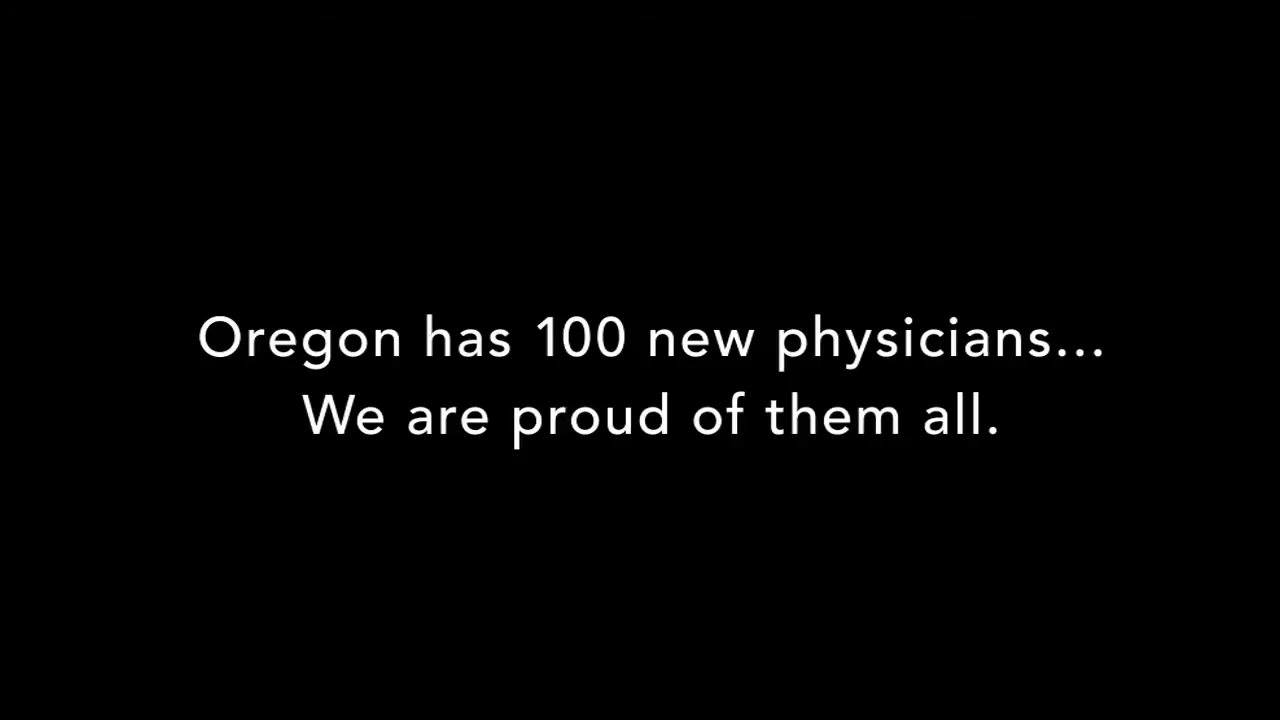 Oregon has 100 new physicians...
We are proud of them all.